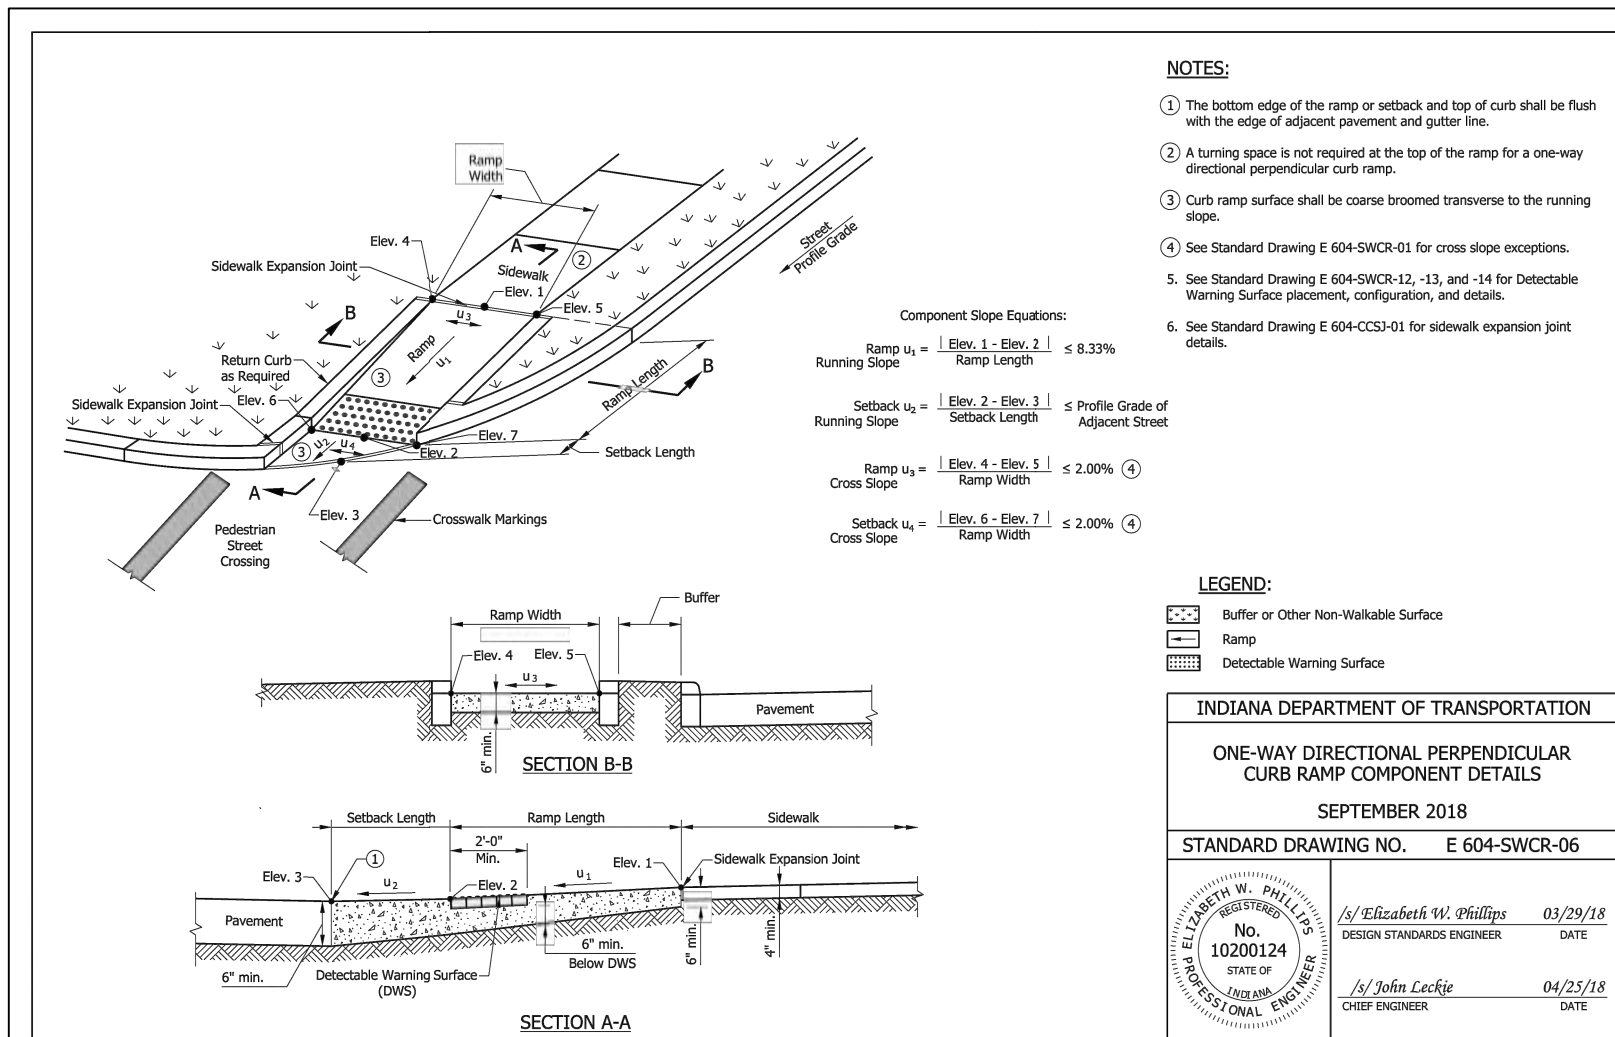 NOTES:
1 The bottom edge of the ramp or setback and top of curb shall be flush
with the edge of adjacent pavement and gutter line.
2 A turning space is not required at the top of the ramp for a one-way
directional perpendicular curb ramp.
3 Curb ramp surface shall be coarse broomed transverse to the running
slope.
4 See Standard Drawing E 604-SWCR-01 for cross slope exceptions.
5. See Standard Drawing E 604-SWCR-12, -13, and -14 for Detectable
Warning Surface placement, configuration, and details.
6. See Standard Drawing E 604-CCSJ-01 for sidewalk expansion joint
details.
Ramp
Width
Elev. 4
A
2
Sidewalk
Sidewalk Expansion Joint
Elev. 1
Elev. 5
Street
Profile Grade
B
u3
Ramp
u1
Return Curb
as Required
3
Ramp Length
B
Elev. 6
Sidewalk Expansion Joint
Elev. 7
3
u2
u4
Elev. 2
Setback Length
A
Elev. 3
Crosswalk Markings
Pedestrian
Street
Crossing
Component Slope Equations:
Ramp u1 = | Elev. 1 - Elev. 2 | ≤ 8.33%
Running Slope Ramp Length
Setback u2 = | Elev. 2 - Elev. 3 | ≤ Profile Grade of
Running Slope Setback Length Adjacent Street
Ramp u3 = | Elev. 4 - Elev. 5 | ≤ 2.00% 4
Cross Slope Ramp Width
Setback u4 = | Elev. 6 - Elev. 7 | ≤ 2.00% 4
Cross Slope Ramp Width
Buffer
Ramp Width
Elev. 4 Elev. 5
u3
Pavement
6" min.
SECTION B-B
Setback Length Ramp Length Sidewalk
2'-0"
Min.
1
Elev. 3
u2
Elev. 2
u1
Elev. 1
Sidewalk Expansion Joint
Pavement
6" min.
Detectable Warning Surface
(DWS)
6" min.
Below DWS
6" min.
4" min.
SECTION A-A
LEGEND:
Buffer or Other Non-Walkable Surface
Ramp
Detectable Warning Surface
INDIANA DEPARTMENT OF TRANSPORTATION
ONE-WAY DIRECTIONAL PERPENDICULAR
CURB RAMP COMPONENT DETAILS
SEPTEMBER 2018
STANDARD DRAWING NO. E 604-SWCR-06
ELIZABETH W. PHILLIPS
REGISTERED
No.
10200124
STATE OF
INDIANA
PROFESSIONAL ENGINEER
/s/ Elizabeth W. Phillips 03/29/18
DESIGN STANDARDS ENGINEER DATE
/s/ John Leckie 04/25/18
CHIEF ENGINEER DATE